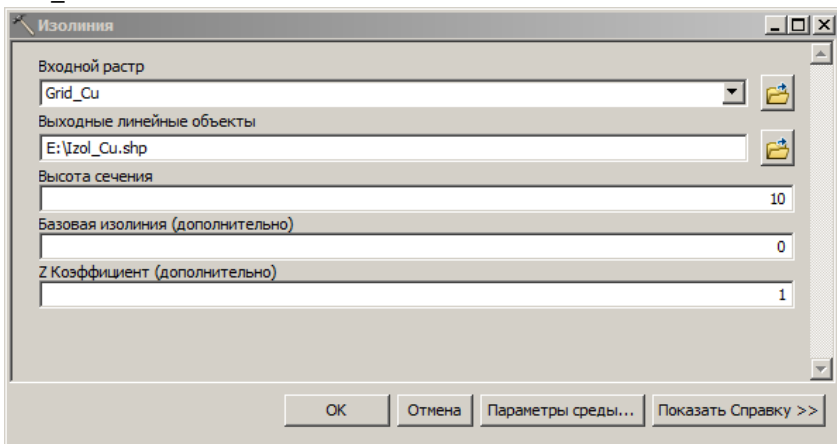 Изолиния
Входной растр
Grid_Cu
Выходные линейные объекты
E:\Izol_Cu.shp
Высота сечения
10
Базовая изолиния (дополнительно)
0
Z Коэффициент (дополнительно)
1
OK Отмена Параметры среды... Показать Справку >>